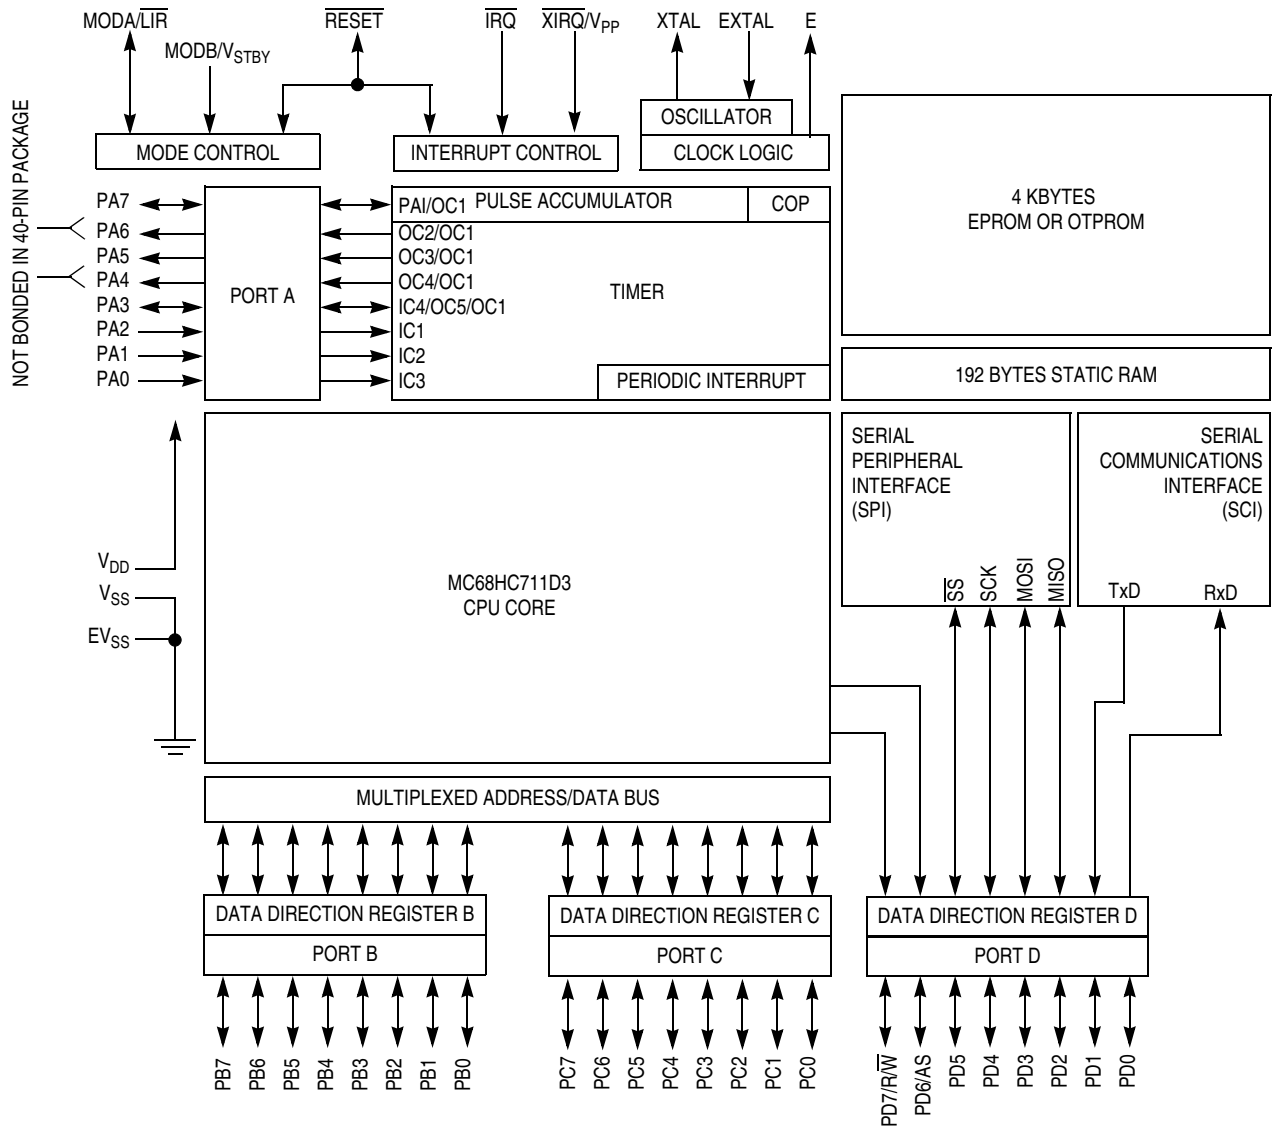 MODA/LIR
RESET
IRQ
XIRQ/VPP
XTAL
EXTAL
E
MODB/VSTBY
OSCILLATOR
MODE CONTROL
INTERRUPT CONTROL
CLOCK LOGIC
NOT BONDED IN 40-PIN PACKAGE
PA7
PA6
PA5
PA4
PA3
PA2
PA1
PA0
PORT A
PAI/OC1
PULSE ACCUMULATOR
COP
OC2/OC1
OC3/OC1
OC4/OC1
IC4/OC5/OC1
IC1
IC2
IC3
TIMER
PERIODIC INTERRUPT
4 KBYTES
EPROM OR OTPROM
192 BYTES STATIC RAM
SERIAL
PERIPHERAL
INTERFACE
(SPI)
SERIAL
COMMUNICATIONS
INTERFACE
(SCI)
SS
SCK
MOSI
MISO
TxD
RxD
VDD
VSS
EVSS
MC68HC711D3
CPU CORE
MULTIPLEXED ADDRESS/DATA BUS
DATA DIRECTION REGISTER B
PORT B
DATA DIRECTION REGISTER C
PORT C
DATA DIRECTION REGISTER D
PORT D
PB7
PB6
PB5
PB4
PB3
PB2
PB1
PB0
PC7
PC6
PC5
PC4
PC3
PC2
PC1
PC0
PD7/R/W
PD6/AS
PD5
PD4
PD3
PD2
PD1
PD0